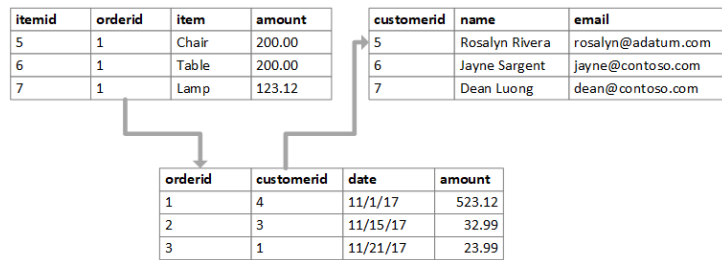 itemid orderid item amount
5 1 Chair 200.00
6 1 Table 200.00
7 1 Lamp 123.12
customerid name email
5 Rosalyn Rivera rosalyn@adatum.com
6 Jayne Sargent jayne@contoso.com
7 Dean Luong dean@contoso.com
orderid customerid date amount
1 4 11/1/17 523.12
2 3 11/15/17 32.99
3 1 11/21/17 23.99